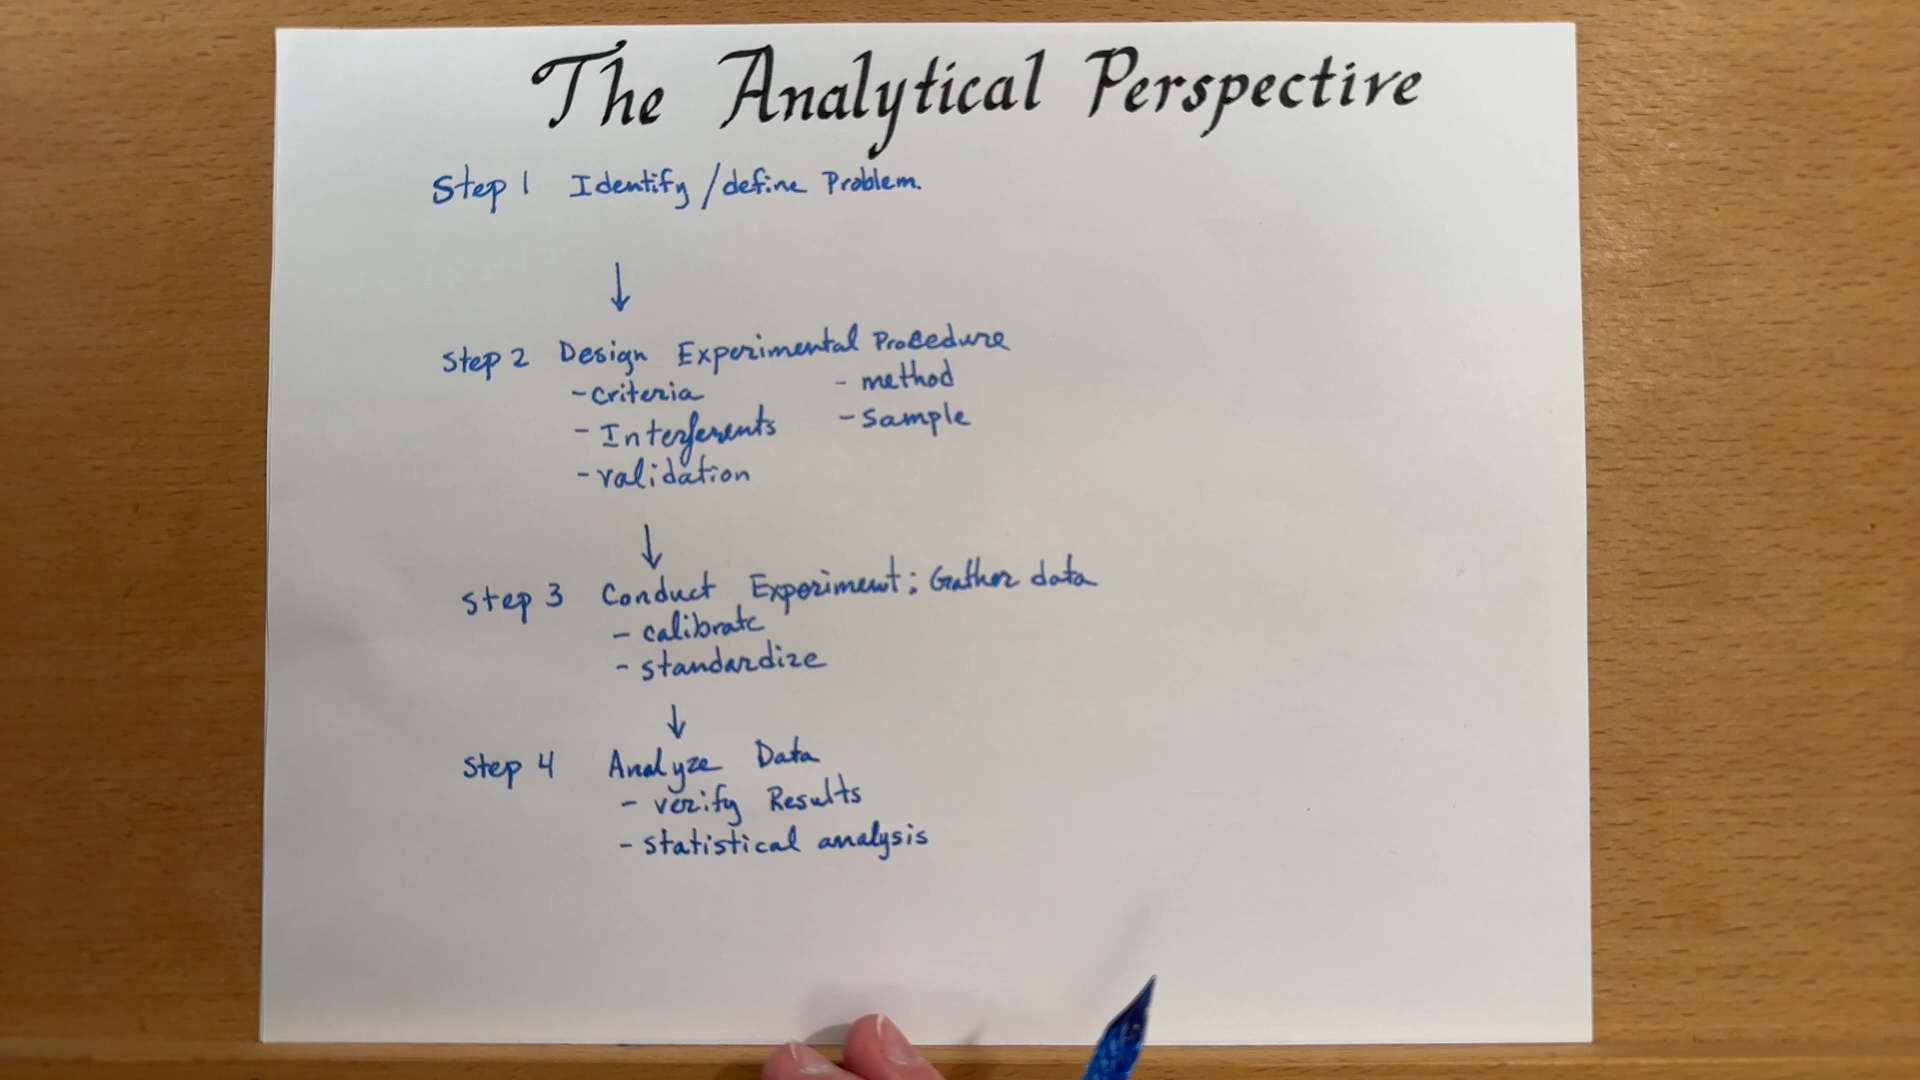 The Analytical Perspective
Step 1 Identify/define Problem.
↓
Step 2 Design Experimental Procedure
- criteria - method
- Interferents - Sample
- validation
↓
Step 3 Conduct Experiment; Gather data
- calibrate
- standardize
↓
Step 4 Analyze Data
- verify Results
- statistical analysis